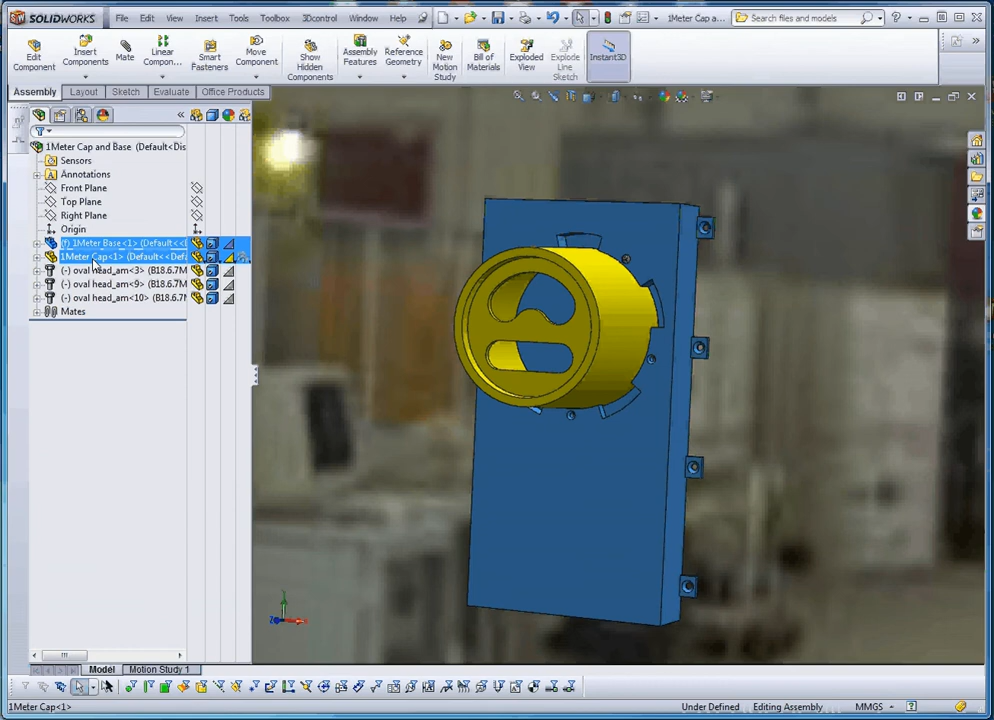 SOLIDWORKS File Edit View Insert Tools Toolbox 3Dcontrol Window Help 1Meter Cap a... Search files and models
Edit Component
Insert Components
Mate
Linear Compon...
Smart Fasteners
Move Component
Show Hidden Components
Assembly Features
Reference Geometry
New Motion Study
Bill of Materials
Exploded View
Explode Line Sketch
Instant3D
Assembly Layout Sketch Evaluate Office Products
1Meter Cap and Base (Default<Dis
Sensors
Annotations
Front Plane
Top Plane
Right Plane
Origin
(f) 1Meter Base<1> (Default<<
1Meter Cap<1> (Default<<Defa
(-) oval head_am<3> (B18.6.7M
(-) oval head_am<9> (B18.6.7M
(-) oval head_am<10> (B18.6.7M
Mates
Model Motion Study 1
1Meter Cap<1> Under Defined Editing Assembly MMGS